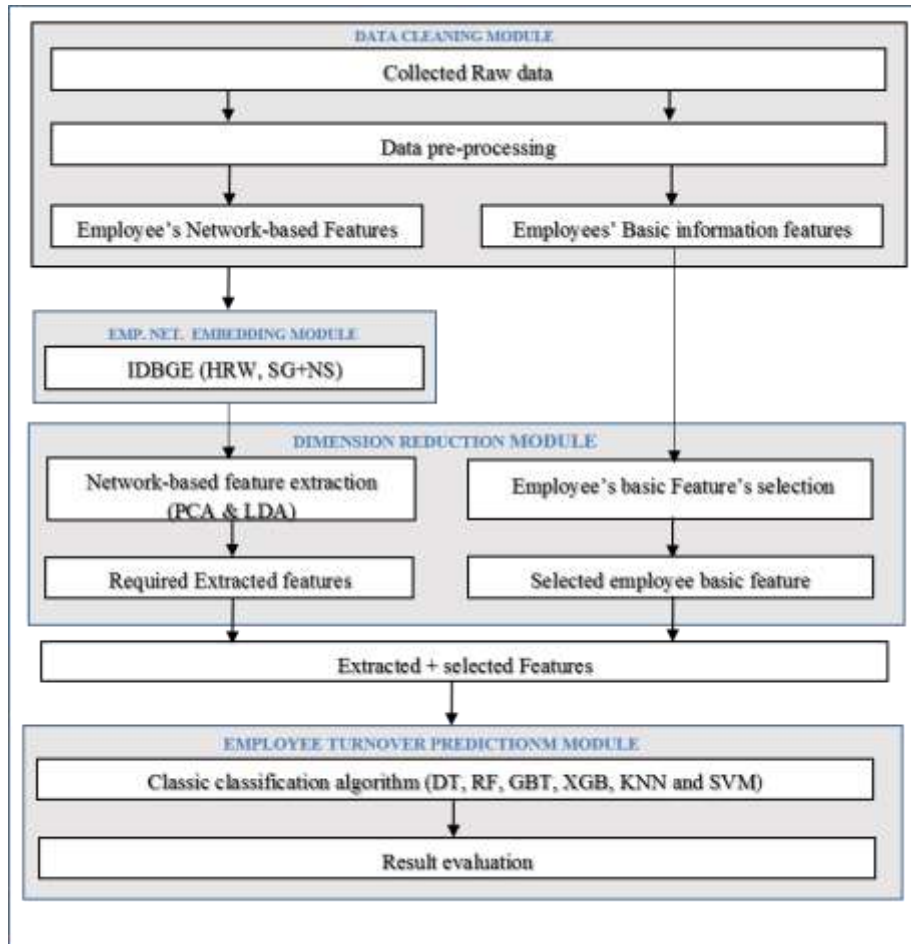 DATA CLEANING MODULE
Collected Raw data
Data pre-processing
Employee's Network-based Features
Employees' Basic information features
EMP. NET. EMBEDDING MODULE
IDBGE (HRW, SG+NS)
DIMENSION REDUCTION MODULE
Network-based feature extraction
(PCA & LDA)
Employee's basic Feature's selection
Required Extracted features
Selected employee basic feature
Extracted + selected Features
EMPLOYEE TURNOVER PREDICTIONM MODULE
Classic classification algorithm (DT, RF, GBT, XGB, KNN and SVM)
Result evaluation